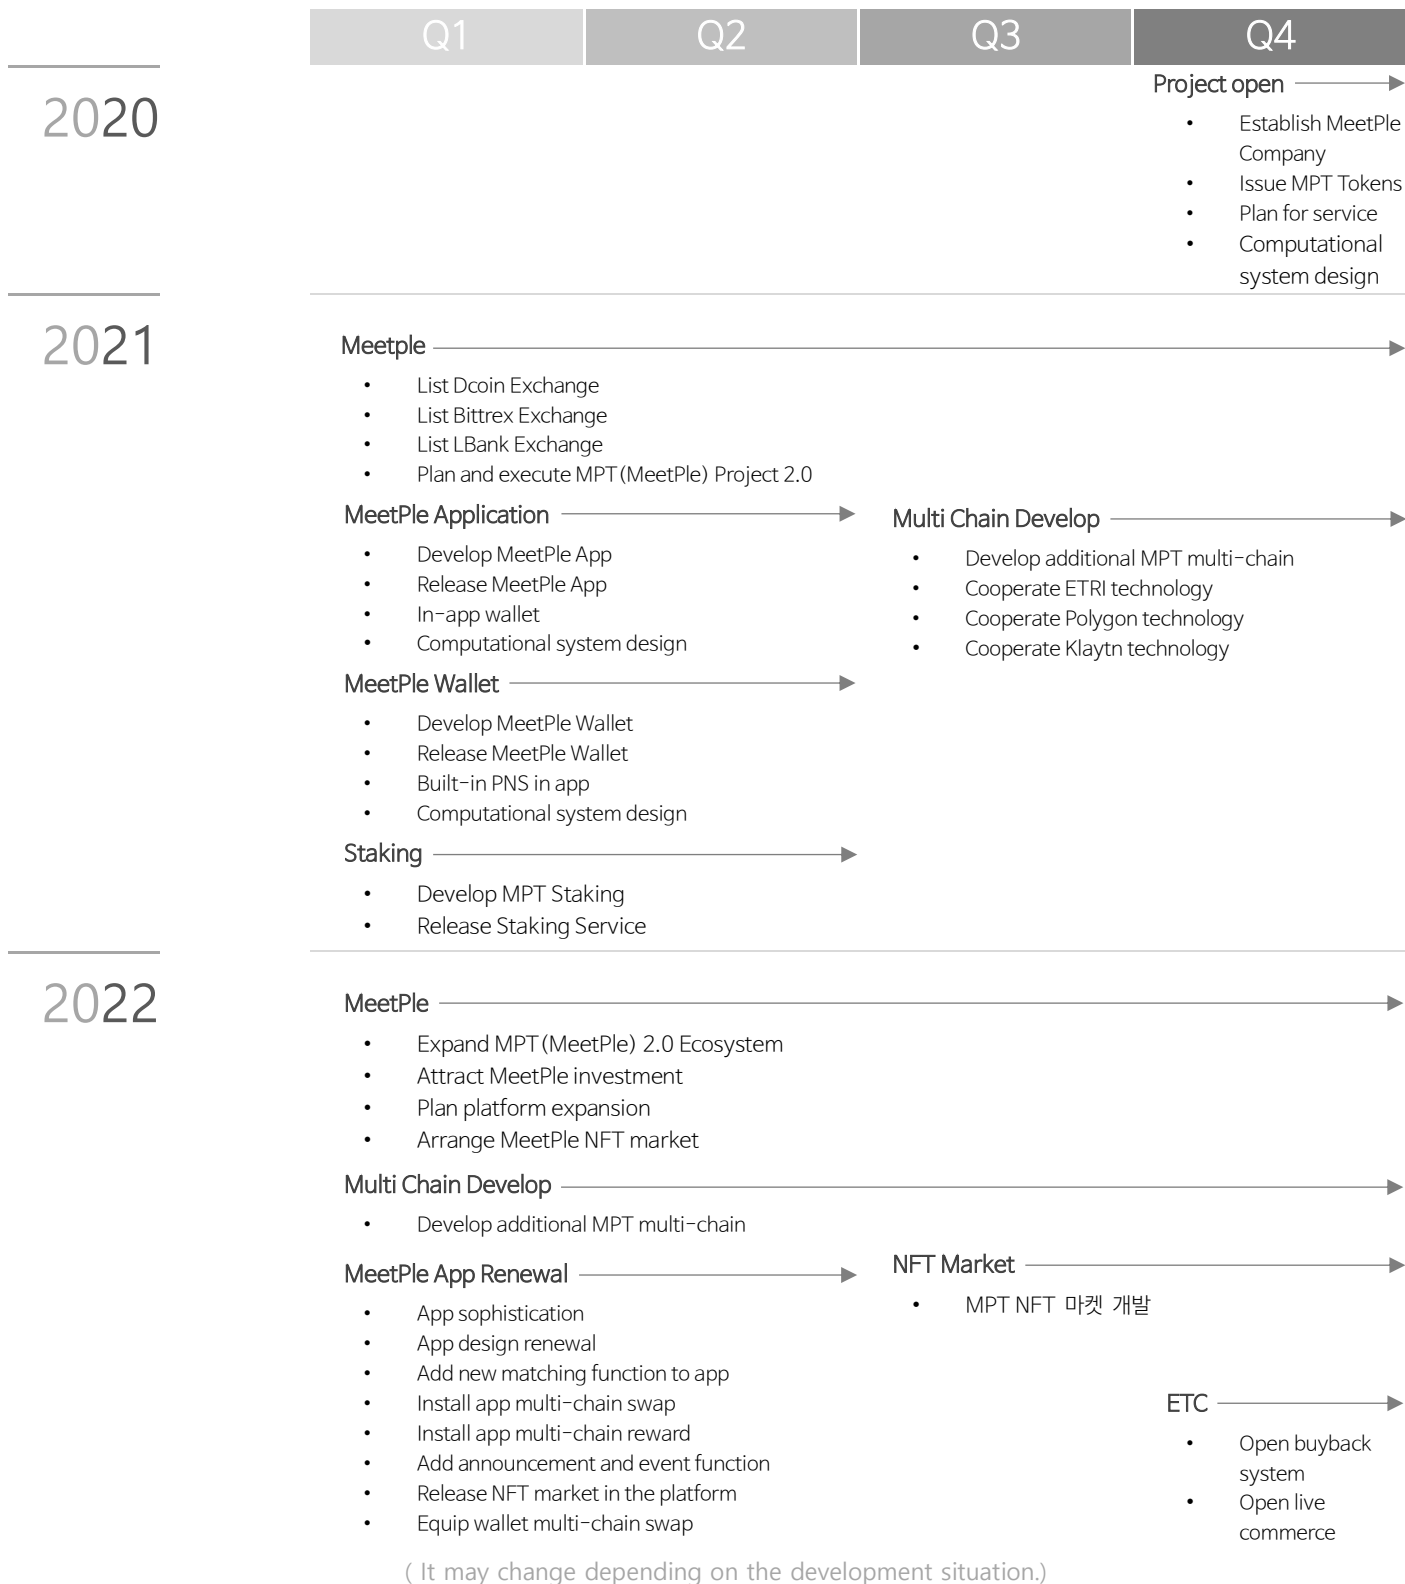 Q1 Q2 Q3 Q4
2020
Project open
• Establish MeetPle
Company
• Issue MPT Tokens
• Plan for service
• Computational
system design
2021
Meetple
• List Dcoin Exchange
• List Bittrex Exchange
• List LBank Exchange
• Plan and execute MPT(MeetPle) Project 2.0
MeetPle Application
• Develop MeetPle App
• Release MeetPle App
• In-app wallet
• Computational system design
Multi Chain Develop
• Develop additional MPT multi-chain
• Cooperate ETRI technology
• Cooperate Polygon technology
• Cooperate Klaytn technology
MeetPle Wallet
• Develop MeetPle Wallet
• Release MeetPle Wallet
• Built-in PNS in app
• Computational system design
Staking
• Develop MPT Staking
• Release Staking Service
2022
MeetPle
• Expand MPT(MeetPle) 2.0 Ecosystem
• Attract MeetPle investment
• Plan platform expansion
• Arrange MeetPle NFT market
Multi Chain Develop
• Develop additional MPT multi-chain
MeetPle App Renewal
• App sophistication
• App design renewal
• Add new matching function to app
• Install app multi-chain swap
• Install app multi-chain reward
• Add announcement and event function
• Release NFT market in the platform
• Equip wallet multi-chain swap
NFT Market
• MPT NFT 마켓 개발
ETC
• Open buyback
system
• Open live
commerce
( It may change depending on the development situation.)